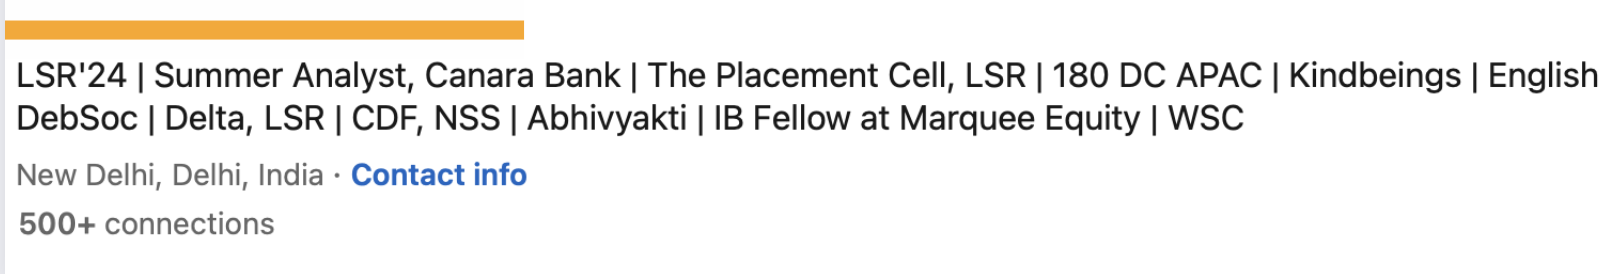 LSR'24 | Summer Analyst, Canara Bank | The Placement Cell, LSR | 180 DC APAC | Kindbeings | English
DebSoc | Delta, LSR | CDF, NSS | Abhivyakti | IB Fellow at Marquee Equity | WSC
New Delhi, Delhi, India · Contact info
500+ connections